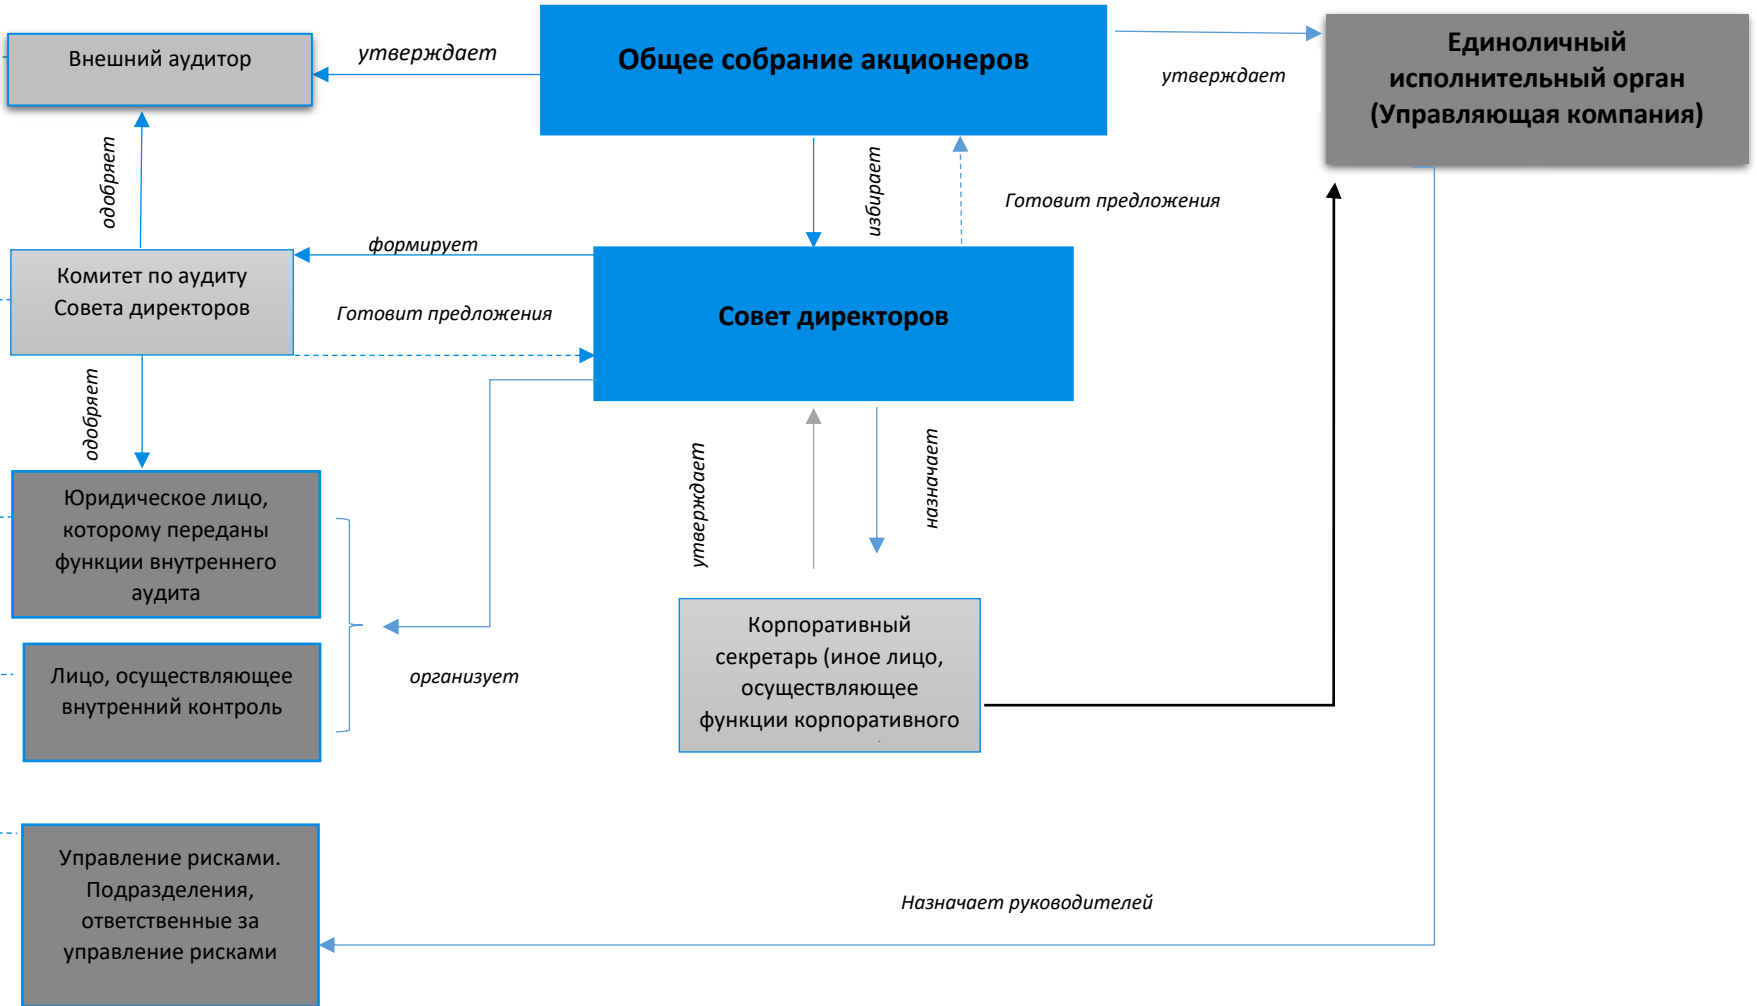 Внешний аудитор
утверждает
Общее собрание акционеров
утверждает
Единоличный
исполнительный орган
(Управляющая компания)
одобряет
избирает
Готовит предложения
формирует
Комитет по аудиту
Совета директоров
Готовит предложения
Совет директоров
одобряет
утверждает
назначает
Юридическое лицо,
которому переданы
функции внутреннего
аудита
Корпоративный
секретарь (иное лицо,
осуществляющее
функции корпоративного
Лицо, осуществляющее
внутренний контроль
организует
Управление рисками.
Подразделения,
ответственные за
управление рисками
Назначает руководителей